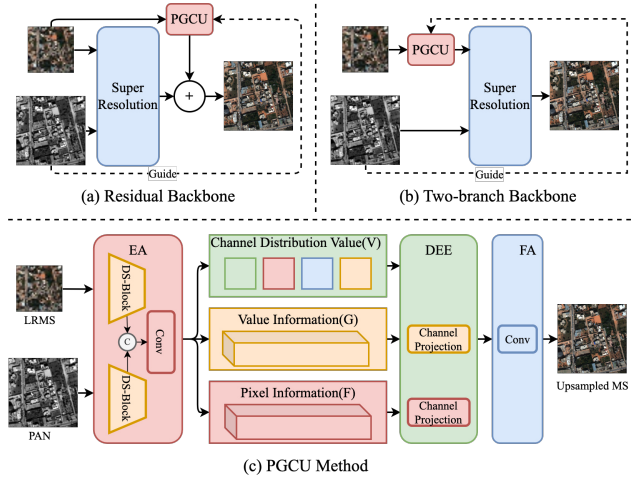 PGCU
Super
Resolution
+
Guide
(a) Residual Backbone
PGCU
Super
Resolution
Guide
(b) Two-branch Backbone
EA
DS-Block
C
Conv
DS-Block
LRMS
PAN
Channel Distribution Value(V)
Value Information(G)
Pixel Information(F)
DEE
Channel
Projection
Channel
Projection
FA
Conv
Upsampled MS
(c) PGCU Method